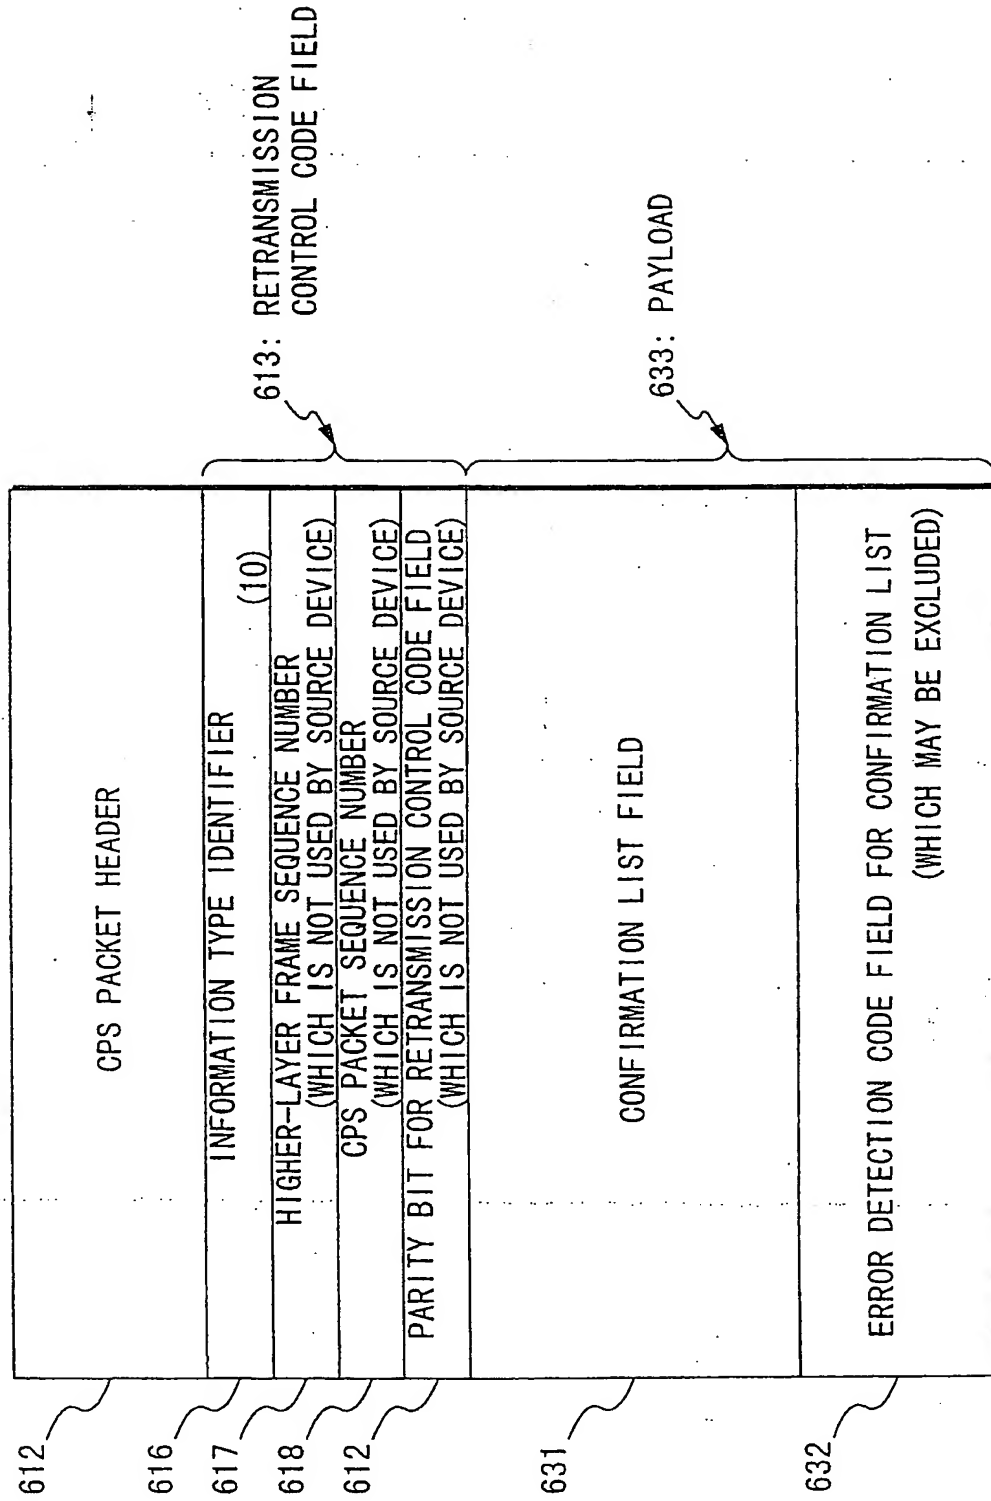 612
CPS PACKET HEADER
616
INFORMATION TYPE IDENTIFIER
(10)
617
HIGHER-LAYER FRAME SEQUENCE NUMBER
(WHICH IS NOT USED BY SOURCE DEVICE)
618
CPS PACKET SEQUENCE NUMBER
(WHICH IS NOT USED BY SOURCE DEVICE)
612
PARITY BIT FOR RETRANSMISSION CONTROL CODE FIELD
(WHICH IS NOT USED BY SOURCE DEVICE)
613: RETRANSMISSION
CONTROL CODE FIELD
631
CONFIRMATION LIST FIELD
632
ERROR DETECTION CODE FIELD FOR CONFIRMATION LIST
(WHICH MAY BE EXCLUDED)
633: PAYLOAD